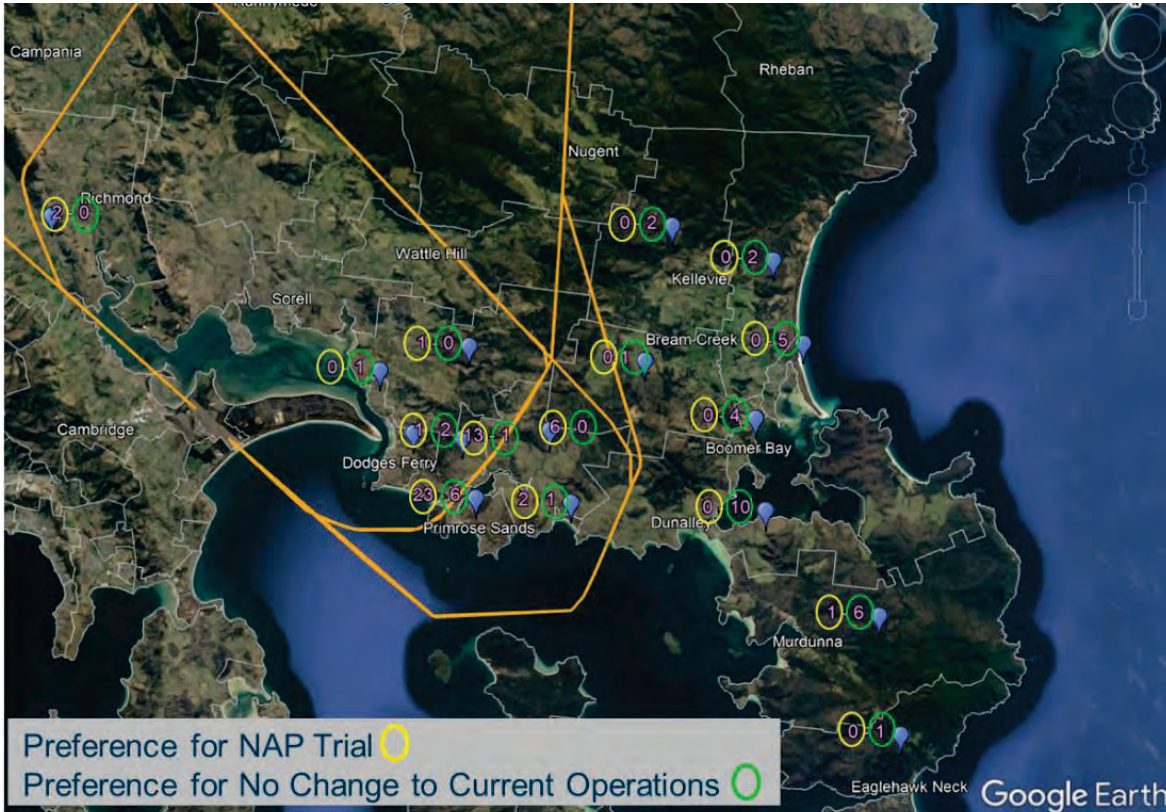 Runnymede
Campania
Rheban
Nugent
Richmond
2 0
0 2
Wattle Hill
0 2
Kellevie
Sorell
1 0
0 5
Bream Creek
0 1
0 1
Cambridge
1 2
13 1
6 0
0 4
Boomer Bay
Dodges Ferry
23 6
2 1
0 10
Primrose Sands
Dunalley
1 6
Murdunna
0 1
Preference for NAP Trial
Preference for No Change to Current Operations
Eaglehawk Neck
Google Earth